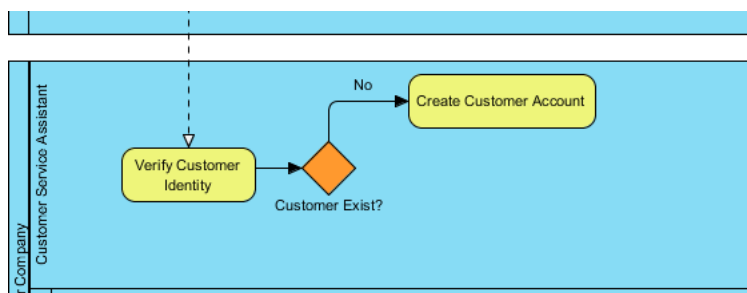 No
Create Customer Account
Verify Customer
Identity
Customer Exist?
Customer Service Assistant
Company